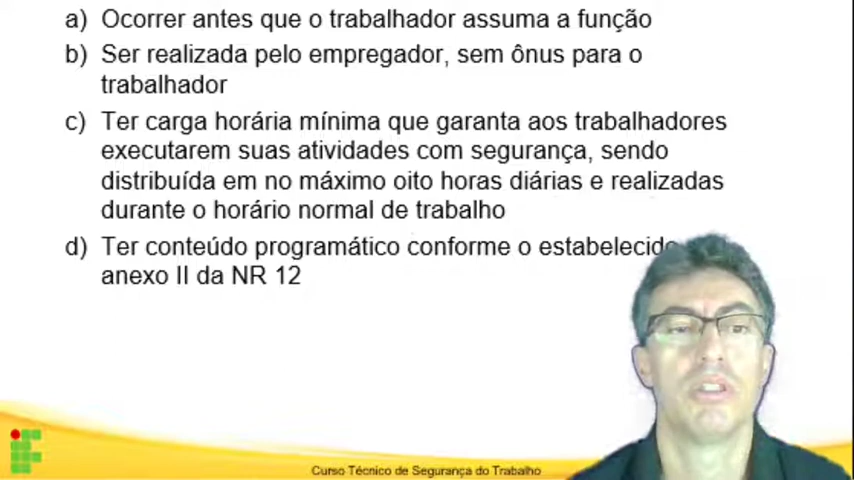 a) Ocorrer antes que o trabalhador assuma a função
b) Ser realizada pelo empregador, sem ônus para o
trabalhador
c) Ter carga horária mínima que garanta aos trabalhadores
executarem suas atividades com segurança, sendo
distribuída em no máximo oito horas diárias e realizadas
durante o horário normal de trabalho
d) Ter conteúdo programático conforme o estabelecido
anexo II da NR 12
Curso Técnico de Segurança do Trabalho